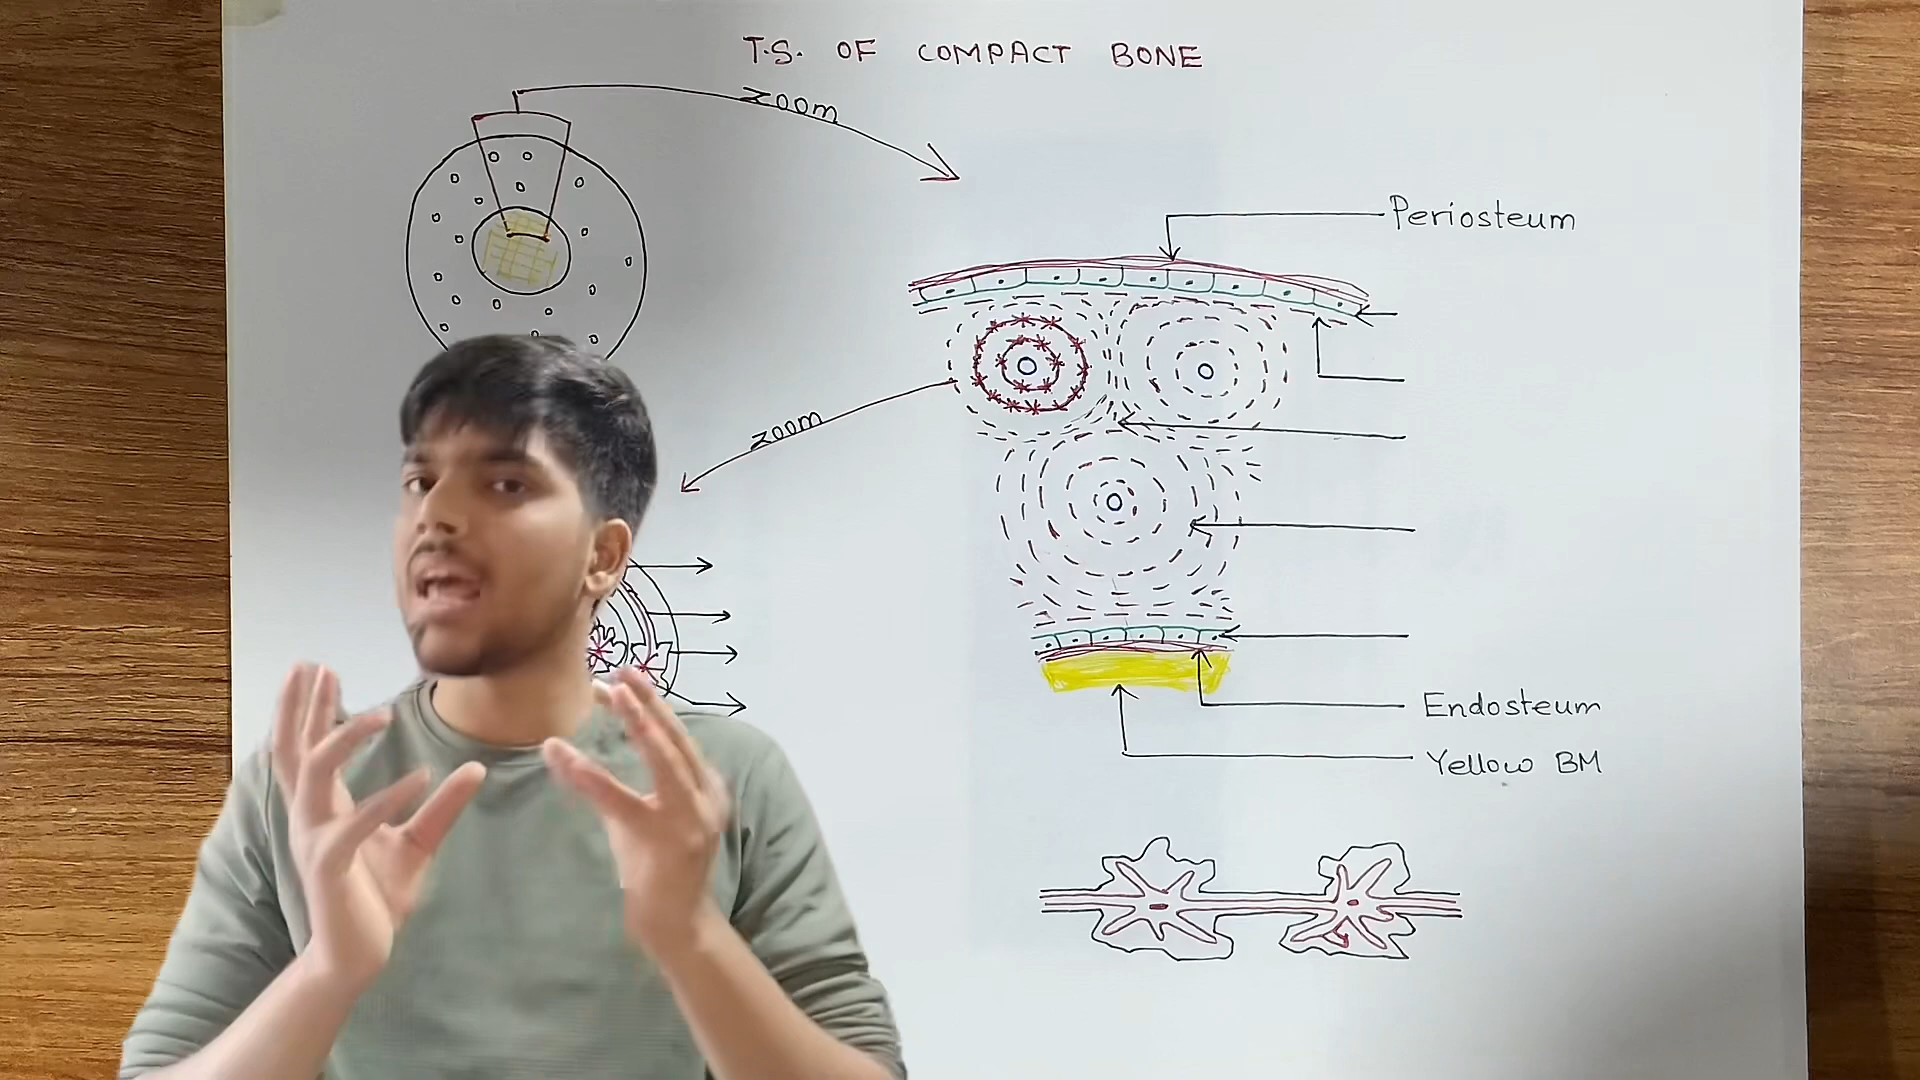 T.S. OF COMPACT BONE
zoom
Periosteum
zoom
Endosteum
Yellow BM